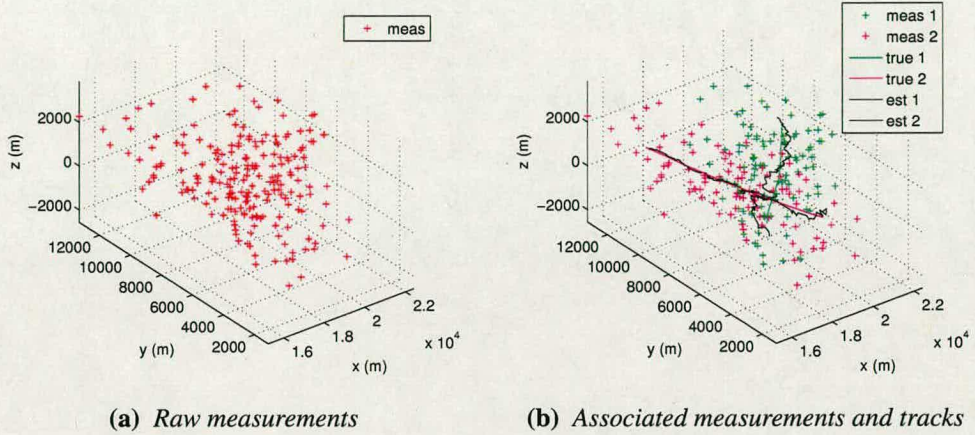 meas
z (m)
2000
0
−2000
12000
10000
8000
6000
4000
2000
y (m)
1.6
1.8
2
2.2
x 10^4
x (m)
(a) Raw measurements
meas 1
meas 2
true 1
true 2
est 1
est 2
z (m)
2000
0
−2000
12000
10000
8000
6000
4000
2000
y (m)
1.6
1.8
2
2.2
x 10^4
x (m)
(b) Associated measurements and tracks